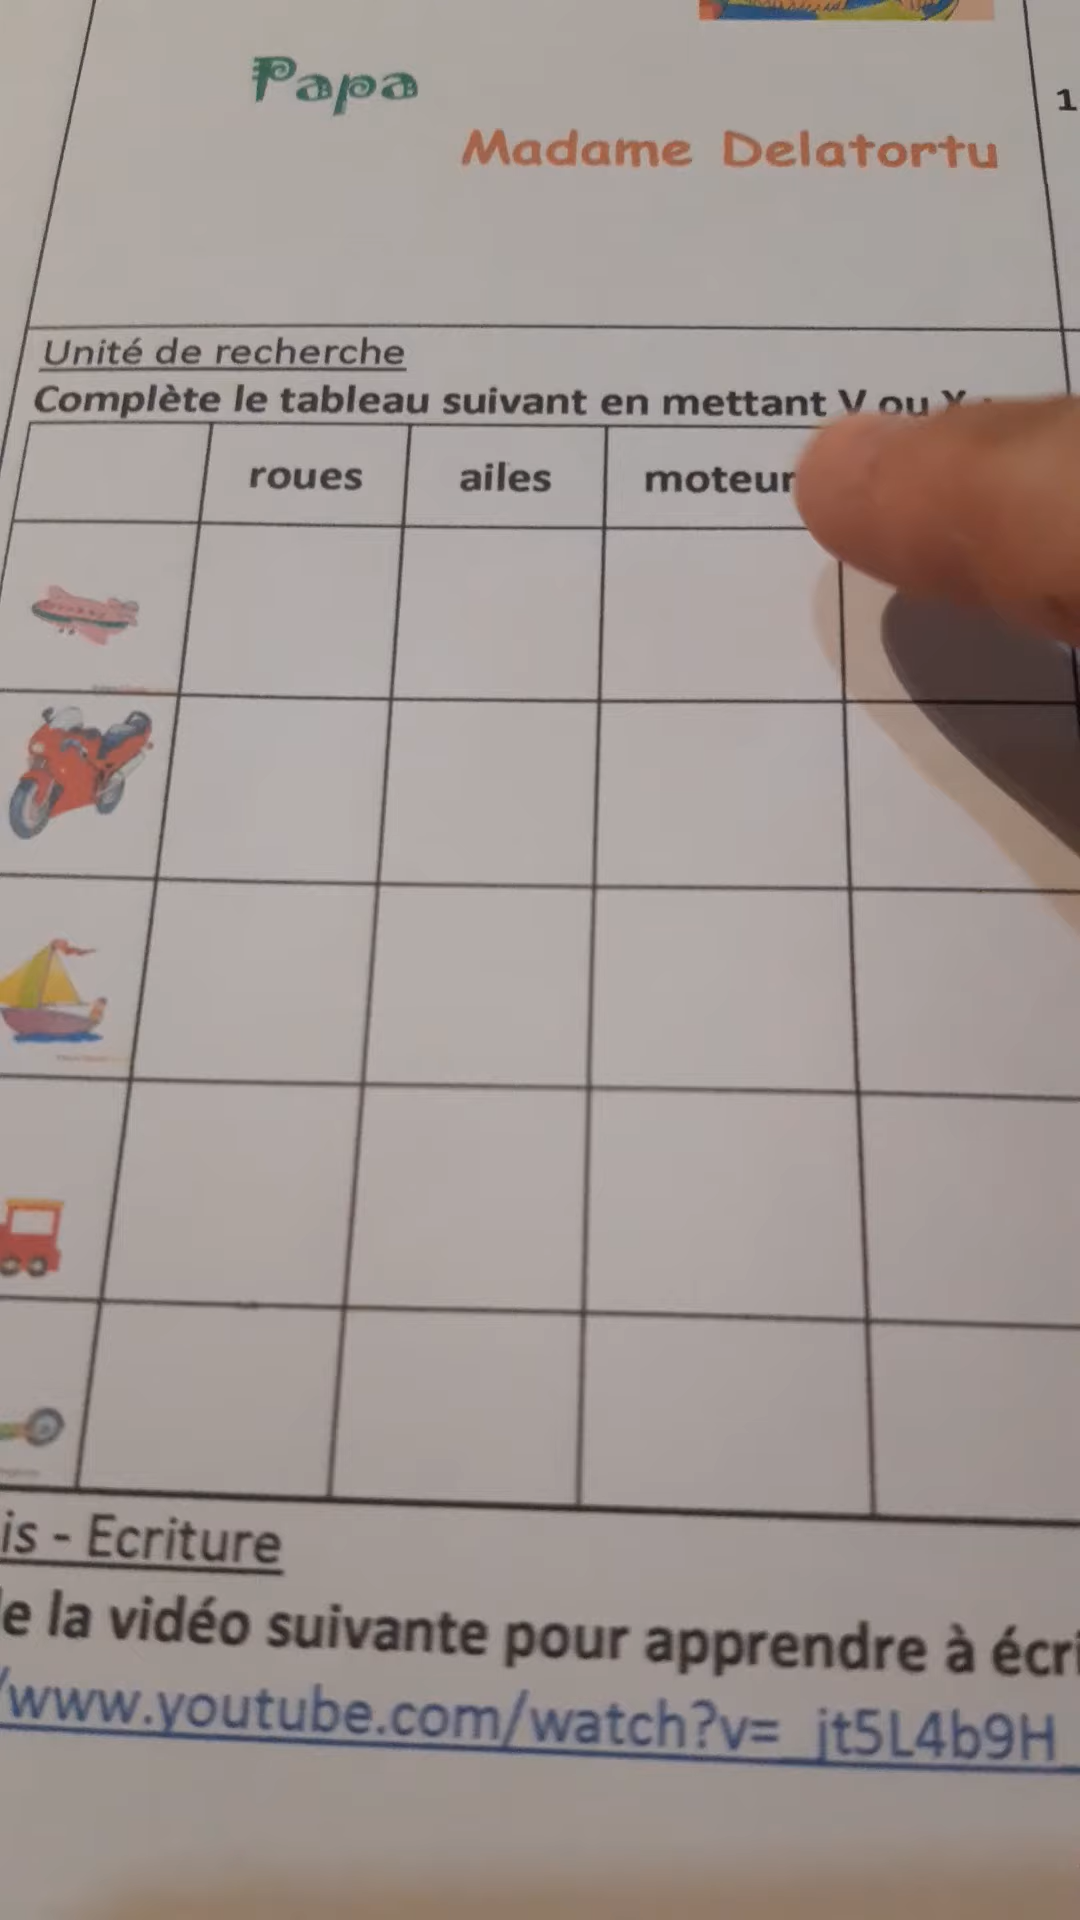 Papa
1
Madame Delatortu
Unité de recherche
Complète le tableau suivant en mettant V ou X :
roues ailes moteur
is - Ecriture
e la vidéo suivante pour apprendre à écri
/www.youtube.com/watch?v=_jt5L4b9H